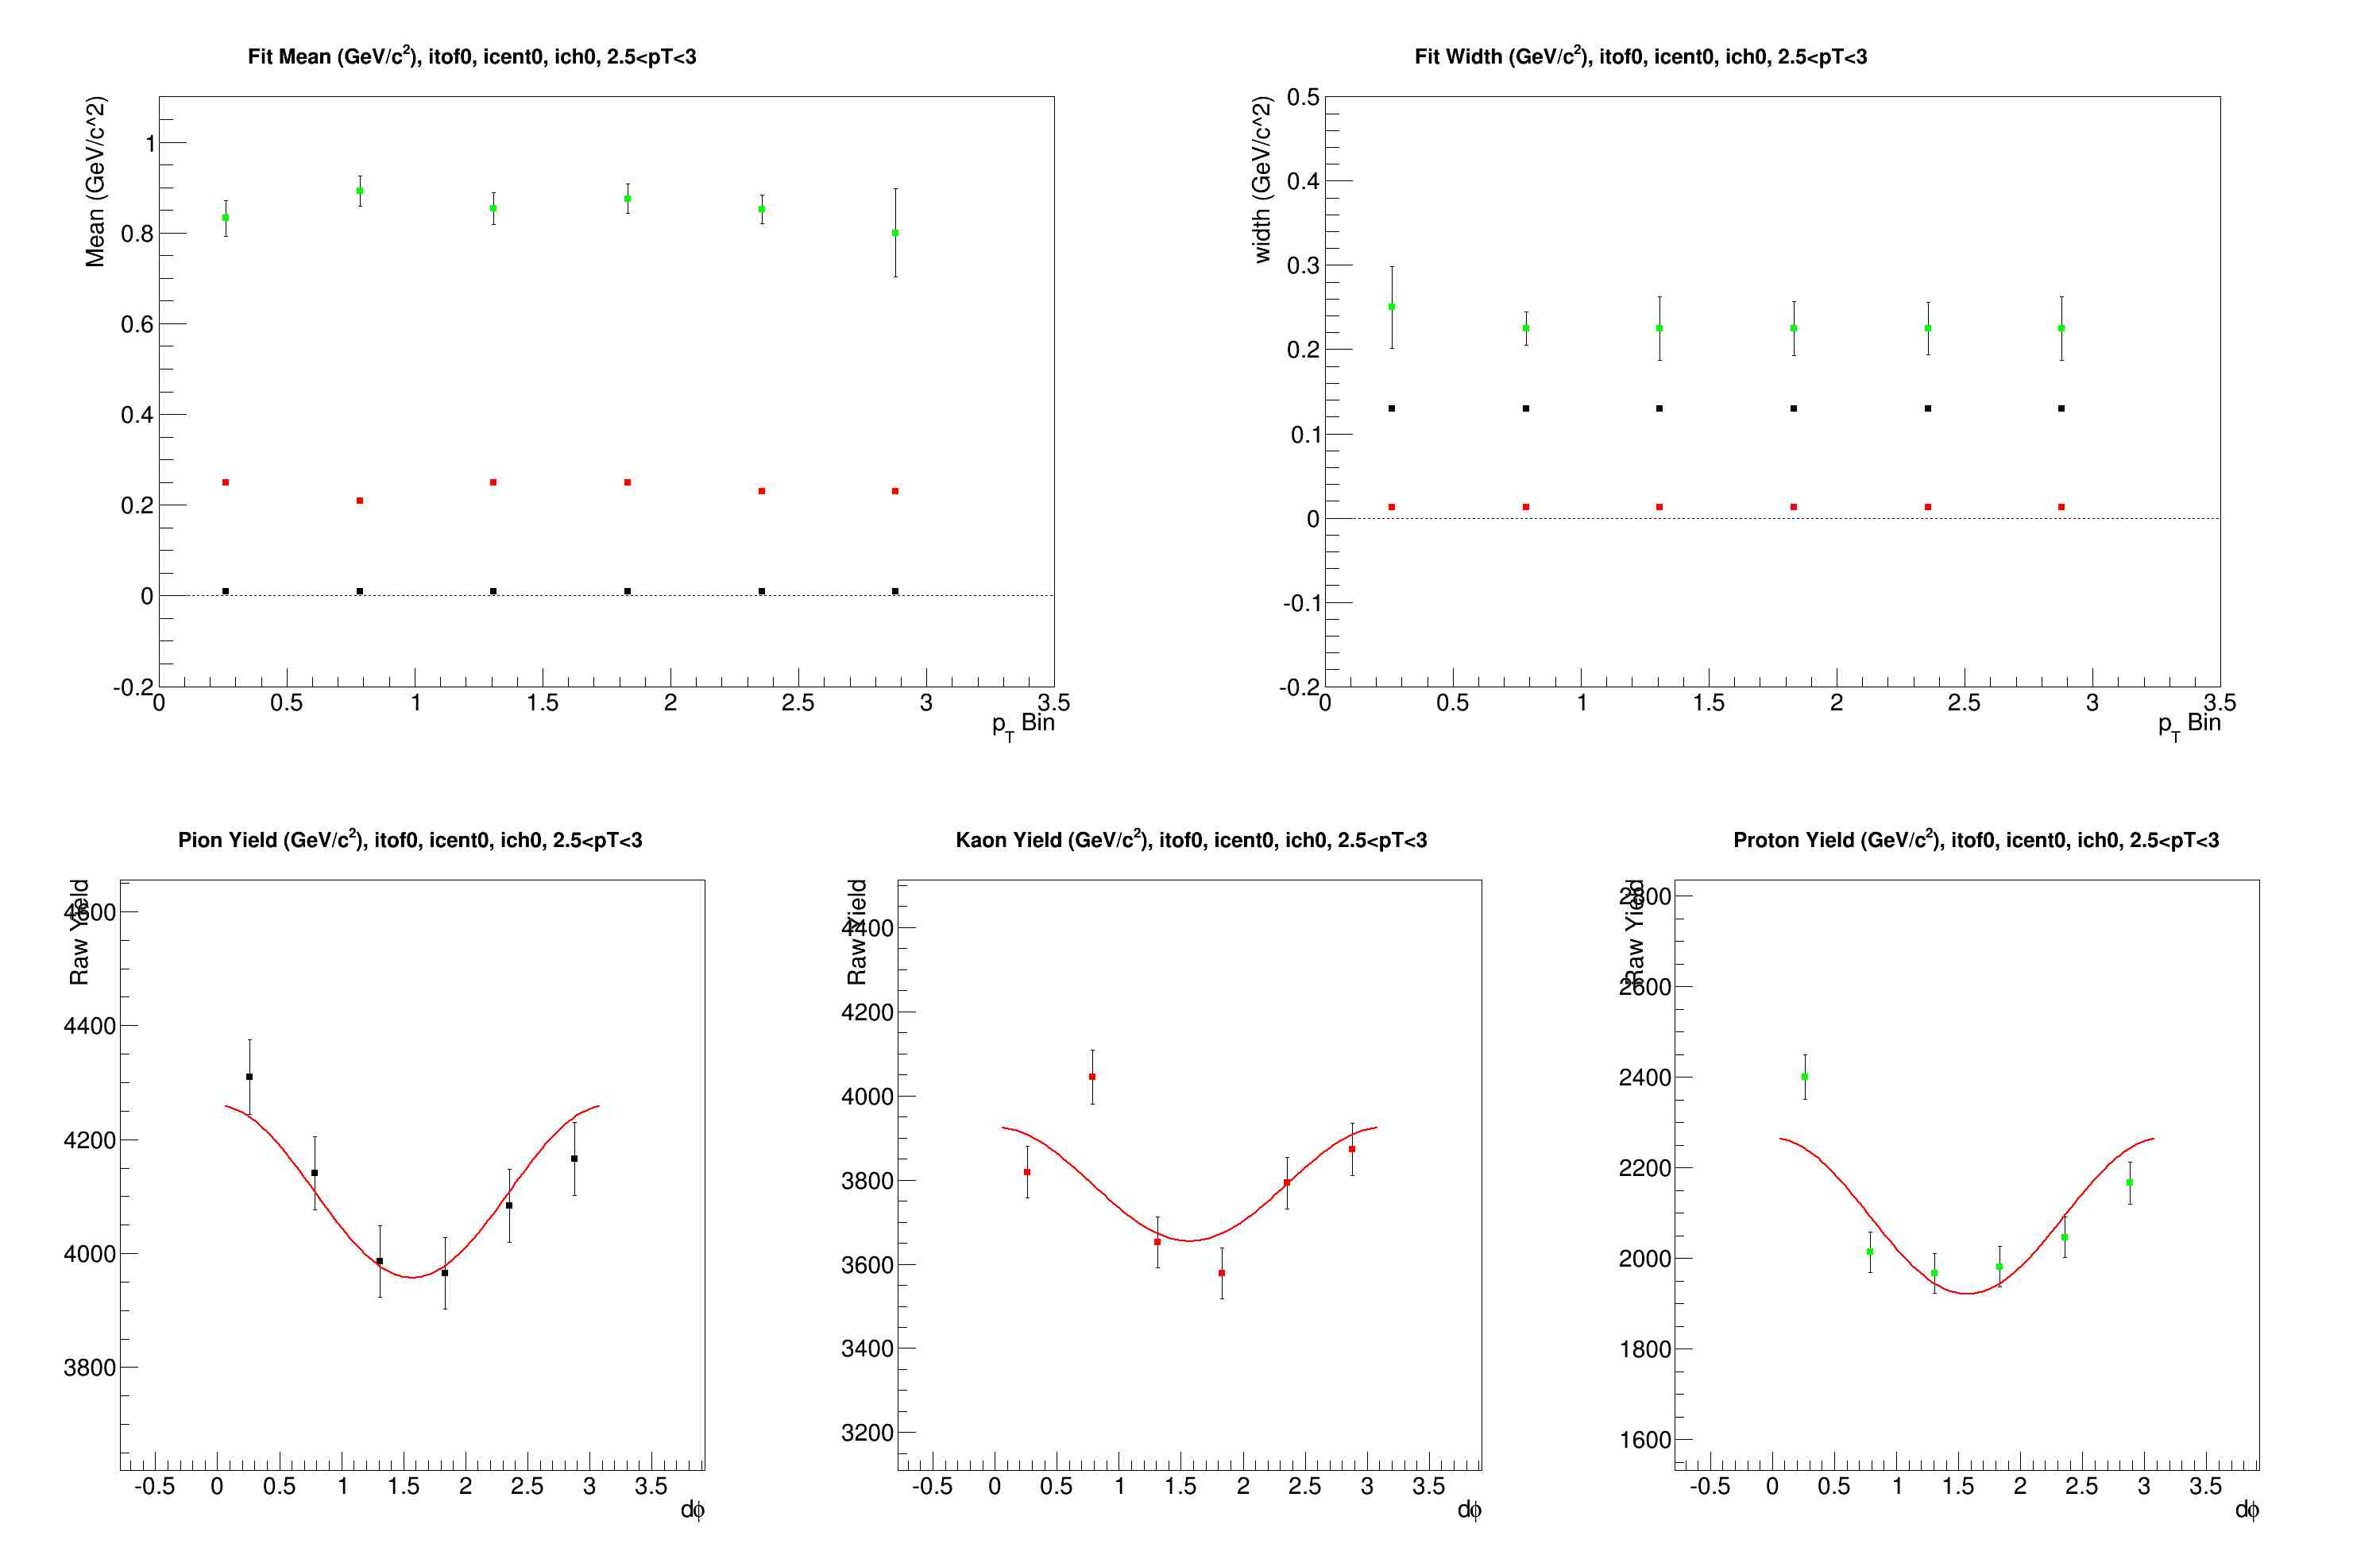 Fit Mean (GeV/c²), itof0, icent0, ich0, 2.5<pT<3
Mean (GeV/c^2)
1
0.8
0.6
0.4
0.2
0
-0.2
0 0.5 1 1.5 2 2.5 3 3.5
p_T Bin
Fit Width (GeV/c²), itof0, icent0, ich0, 2.5<pT<3
width (GeV/c^2)
0.5
0.4
0.3
0.2
0.1
0
-0.1
-0.2
0 0.5 1 1.5 2 2.5 3 3.5
p_T Bin
Pion Yield (GeV/c²), itof0, icent0, ich0, 2.5<pT<3
Raw Yield
4600
4400
4200
4000
3800
-0.5 0 0.5 1 1.5 2 2.5 3 3.5
dϕ
Kaon Yield (GeV/c²), itof0, icent0, ich0, 2.5<pT<3
Raw Yield
4400
4200
4000
3800
3600
3400
3200
-0.5 0 0.5 1 1.5 2 2.5 3 3.5
dϕ
Proton Yield (GeV/c²), itof0, icent0, ich0, 2.5<pT<3
Raw Yield
2800
2600
2400
2200
2000
1800
1600
-0.5 0 0.5 1 1.5 2 2.5 3 3.5
dϕ